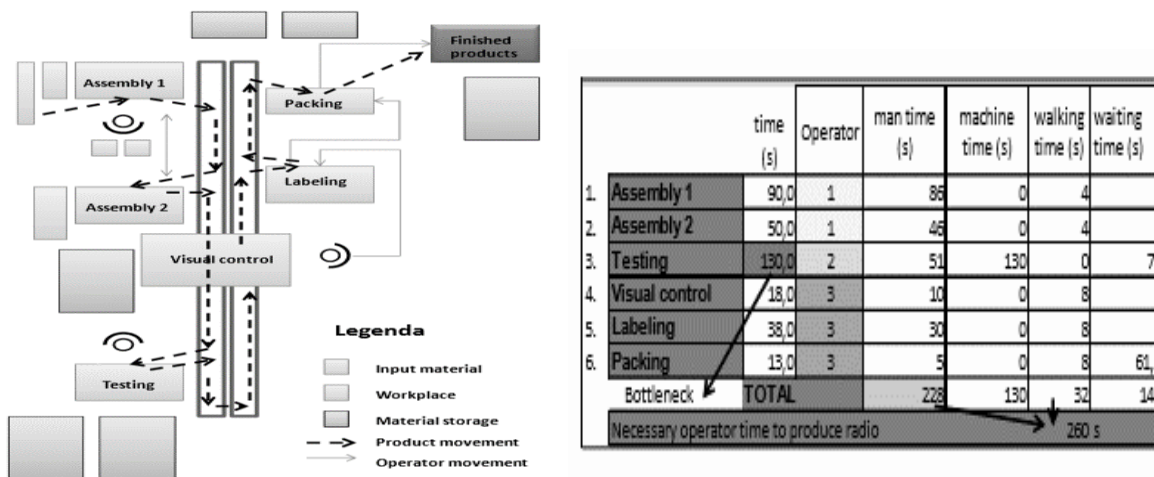 Finished
products
Assembly 1
Packing
Labeling
Assembly 2
Visual control
Testing
Legenda
Input material
Workplace
Material storage
Product movement
Operator movement
time (s) Operator man time (s) machine time (s) walking time (s) waiting time (s)
1. Assembly 1 90,0 1 86 0 4
2. Assembly 2 50,0 1 46 0 4
3. Testing 130,0 2 51 130 0 7
4. Visual control 18,0 3 10 0 8
5. Labeling 38,0 3 30 0 8
6. Packing 13,0 3 5 0 8 61,
Bottleneck TOTAL 228 130 32 14
Necessary operator time to produce radio 260 s